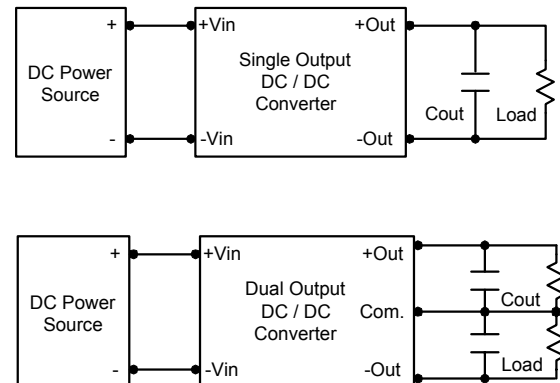 + +Vin +Out
DC Power
Source
Single Output
DC / DC
Converter
Cout Load
- -Vin -Out
+ +Vin +Out
DC Power
Source
Dual Output
DC / DC
Converter
Com.
Cout
Load
- -Vin -Out